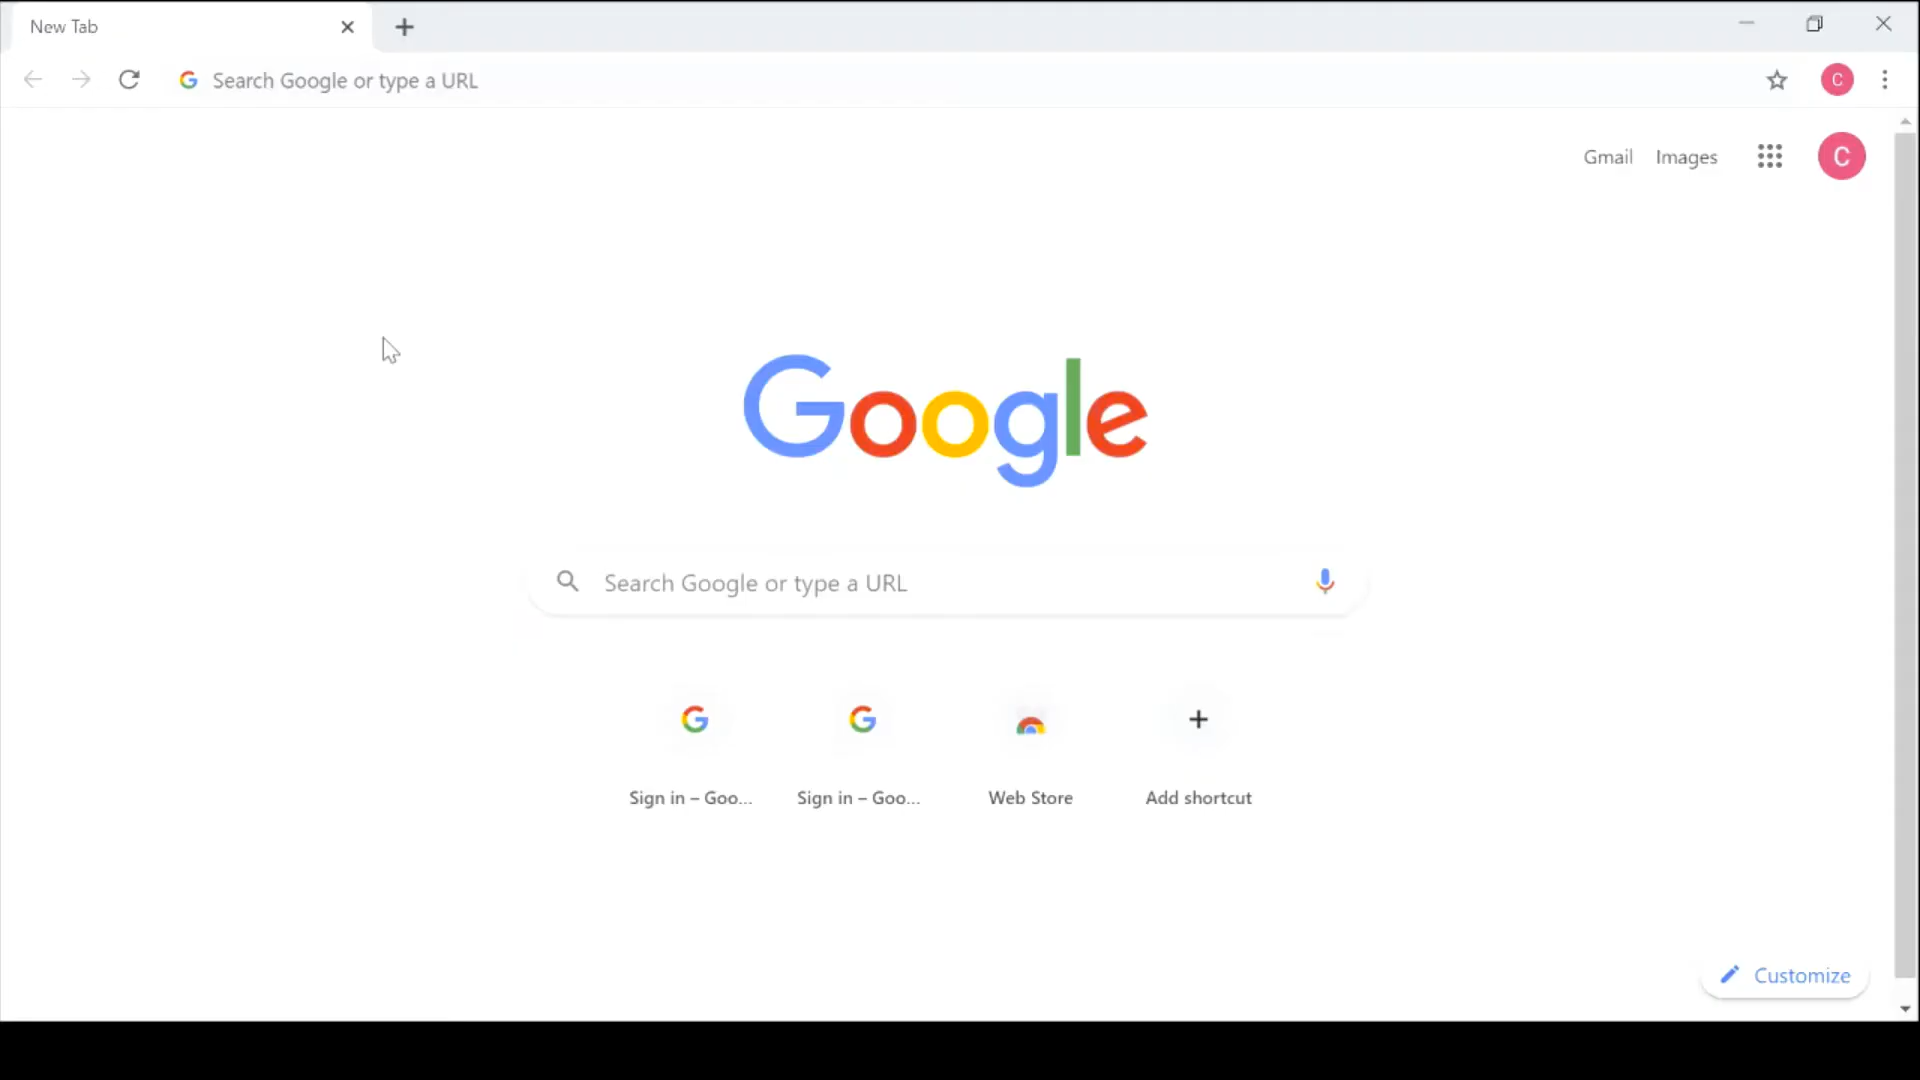 New Tab
Search Google or type a URL
C
Gmail Images C
Google
Search Google or type a URL
Sign in – Goo... Sign in – Goo... Web Store Add shortcut
Customize